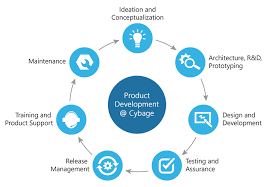 Ideation and
Conceptualization
Architecture, R&D,
Prototyping
Design and
Development
Testing and
Assurance
Release
Management
Training and
Product Support
Maintenance
Product
Development
@ Cybage